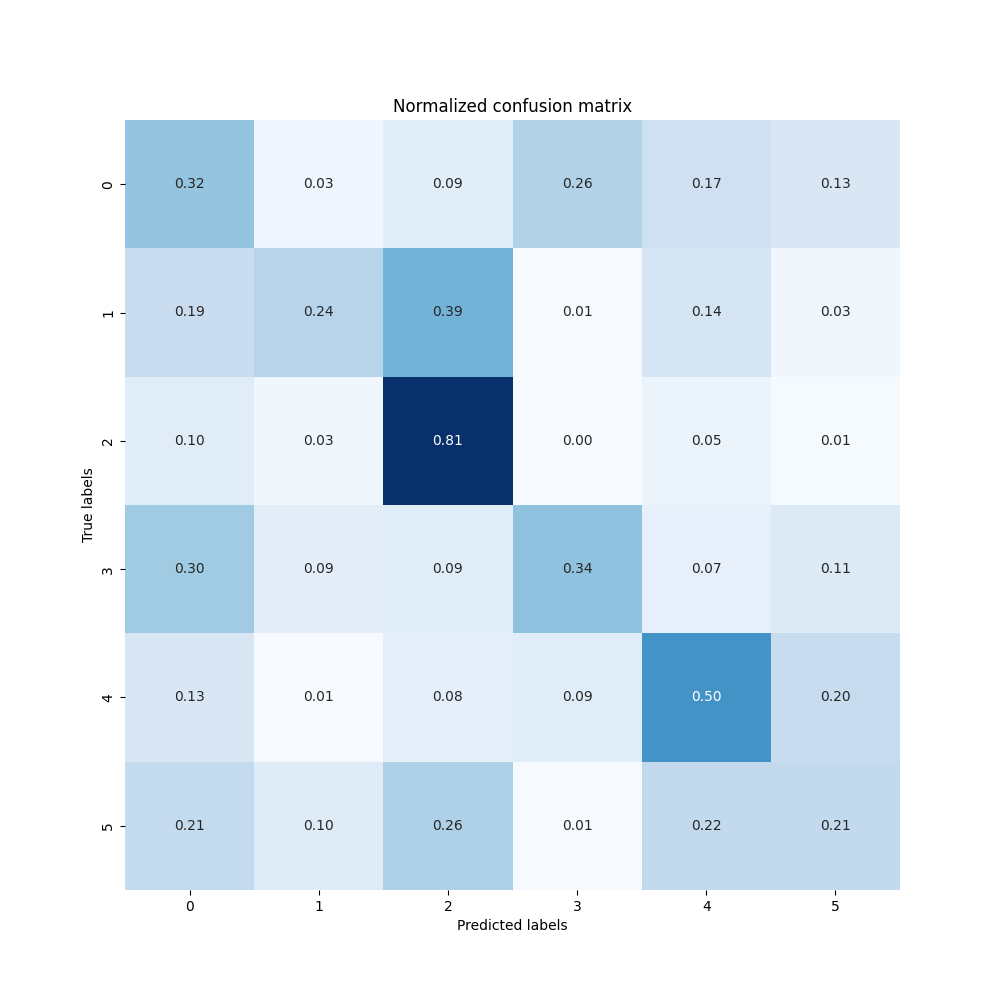 Normalized confusion matrix
True labels
0 0.32 0.03 0.09 0.26 0.17 0.13
1 0.19 0.24 0.39 0.01 0.14 0.03
2 0.10 0.03 0.81 0.00 0.05 0.01
3 0.30 0.09 0.09 0.34 0.07 0.11
4 0.13 0.01 0.08 0.09 0.50 0.20
5 0.21 0.10 0.26 0.01 0.22 0.21
0 1 2 3 4 5
Predicted labels